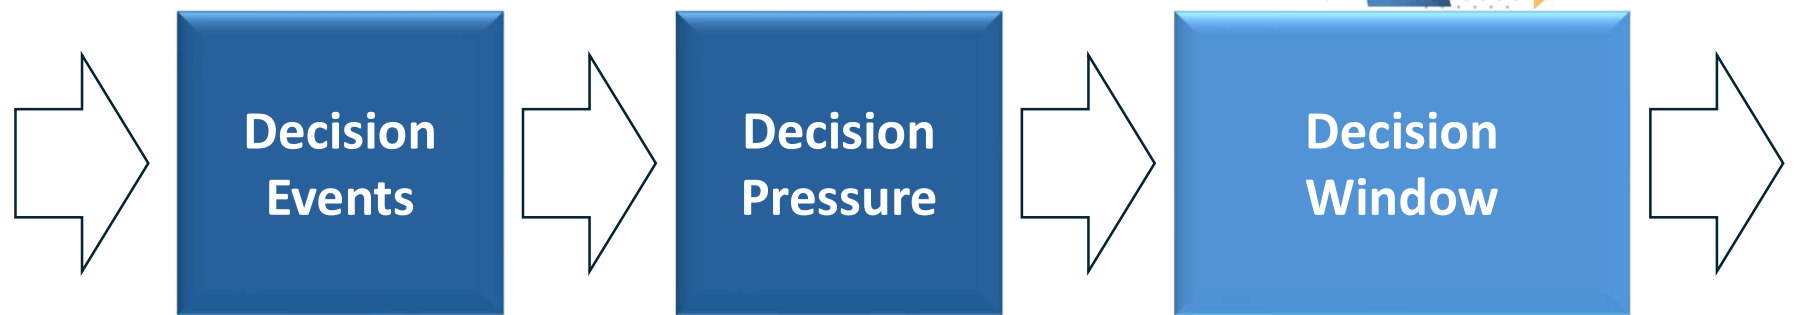 Decision
Events
Decision
Pressure
Decision
Window